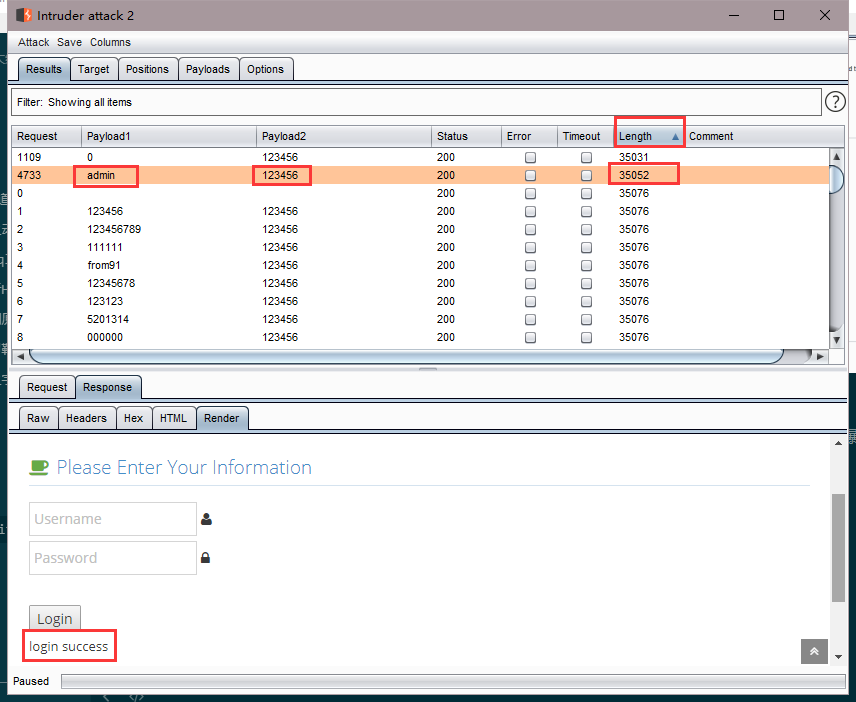 Intruder attack 2
Attack Save Columns
Results Target Positions Payloads Options
Filter: Showing all items ?
Request Payload1 Payload2 Status Error Timeout Length Comment
1109 0 123456 200 35031
4733 admin 123456 200 35052
0 200 35076
1 123456 123456 200 35076
2 123456789 123456 200 35076
3 111111 123456 200 35076
4 from91 123456 200 35076
5 12345678 123456 200 35076
6 123123 123456 200 35076
7 5201314 123456 200 35076
8 000000 123456 200 35076
Request Response
Raw Headers Hex HTML Render
Please Enter Your Information
Username
Password
Login
login success
Paused